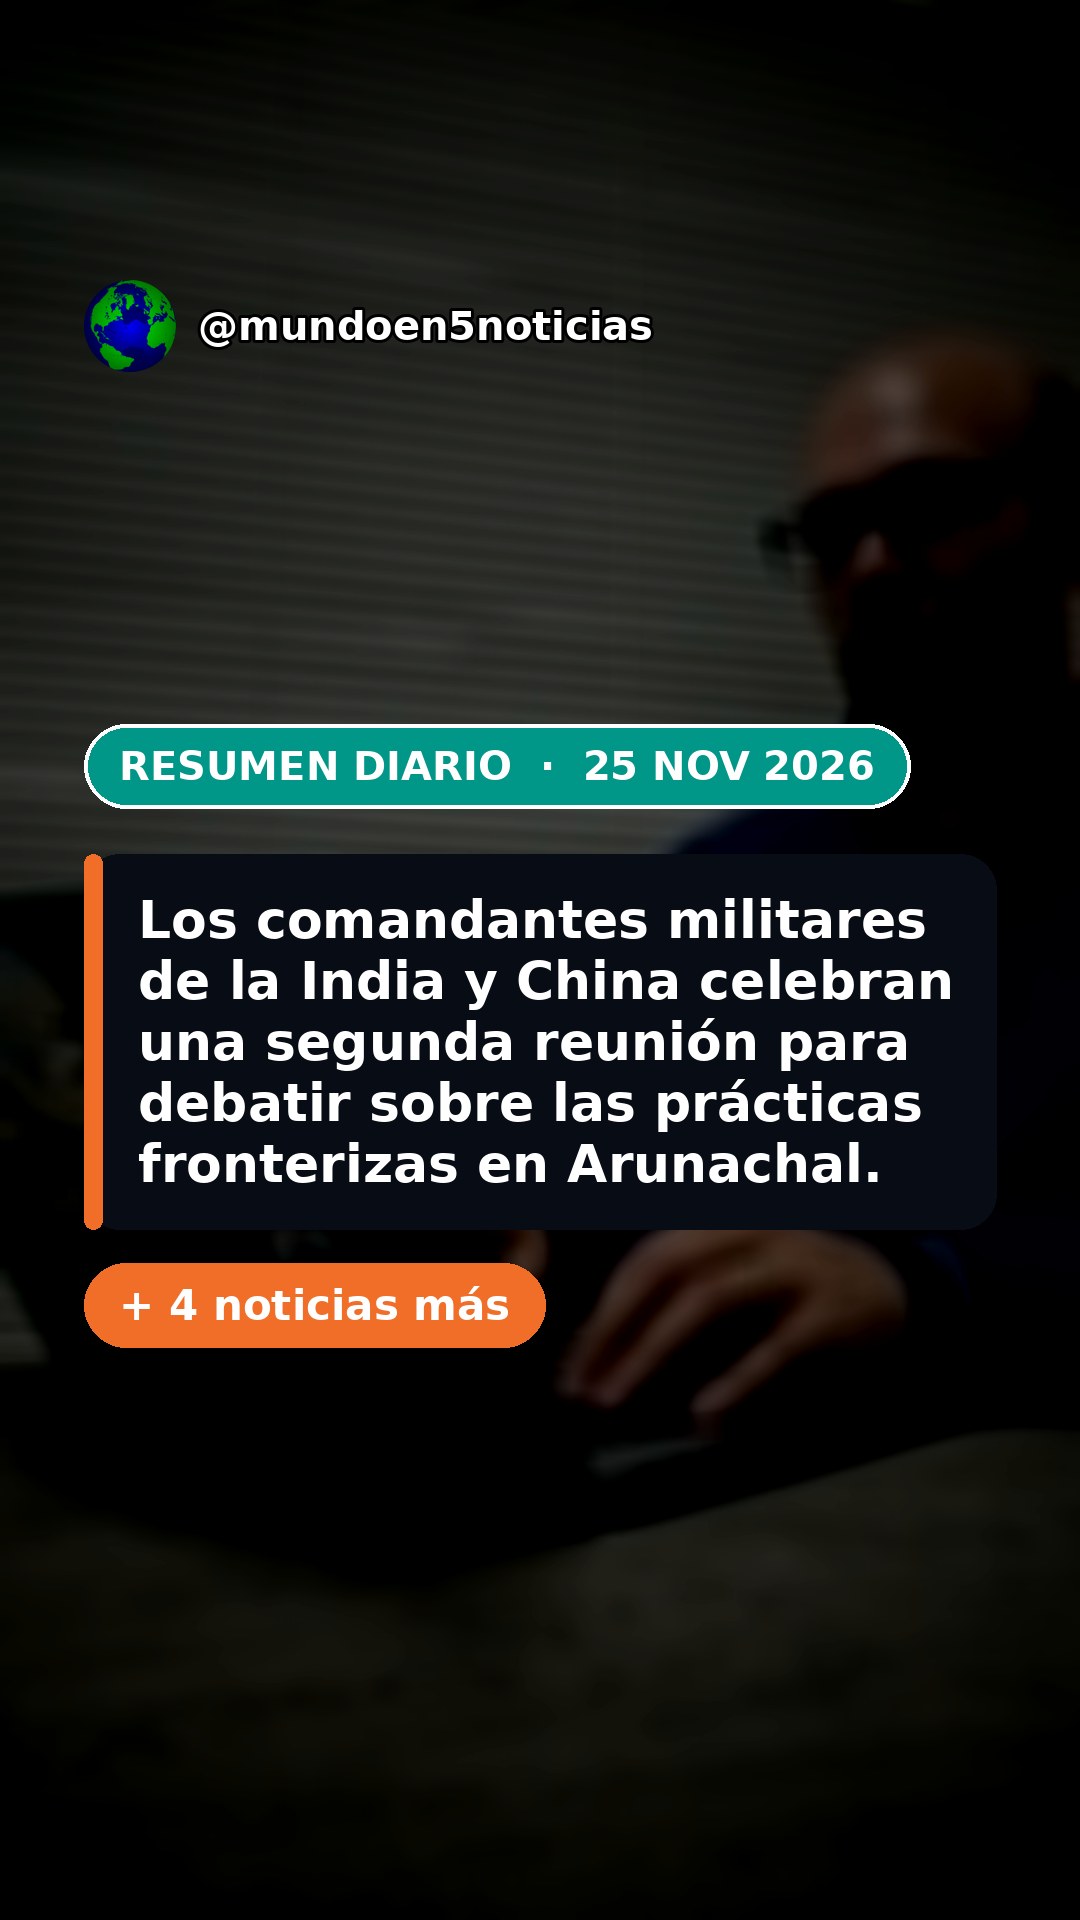 @mundoen5noticias
RESUMEN DIARIO · 25 NOV 2026
Los comandantes militares
de la India y China celebran
una segunda reunión para
debatir sobre las prácticas
fronterizas en Arunachal.
+ 4 noticias más